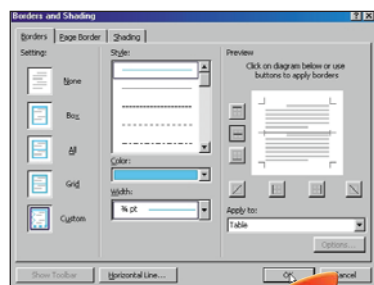 Borders and Shading
Borders
Page Border
Shading
Setting:
None
Box
All
Grid
Custom
Style:
Color:
Width:
¾ pt
Preview
Click on diagram below or use
buttons to apply borders
Apply to:
Table
Options...
Show Toolbar
Horizontal Line...
OK
Cancel